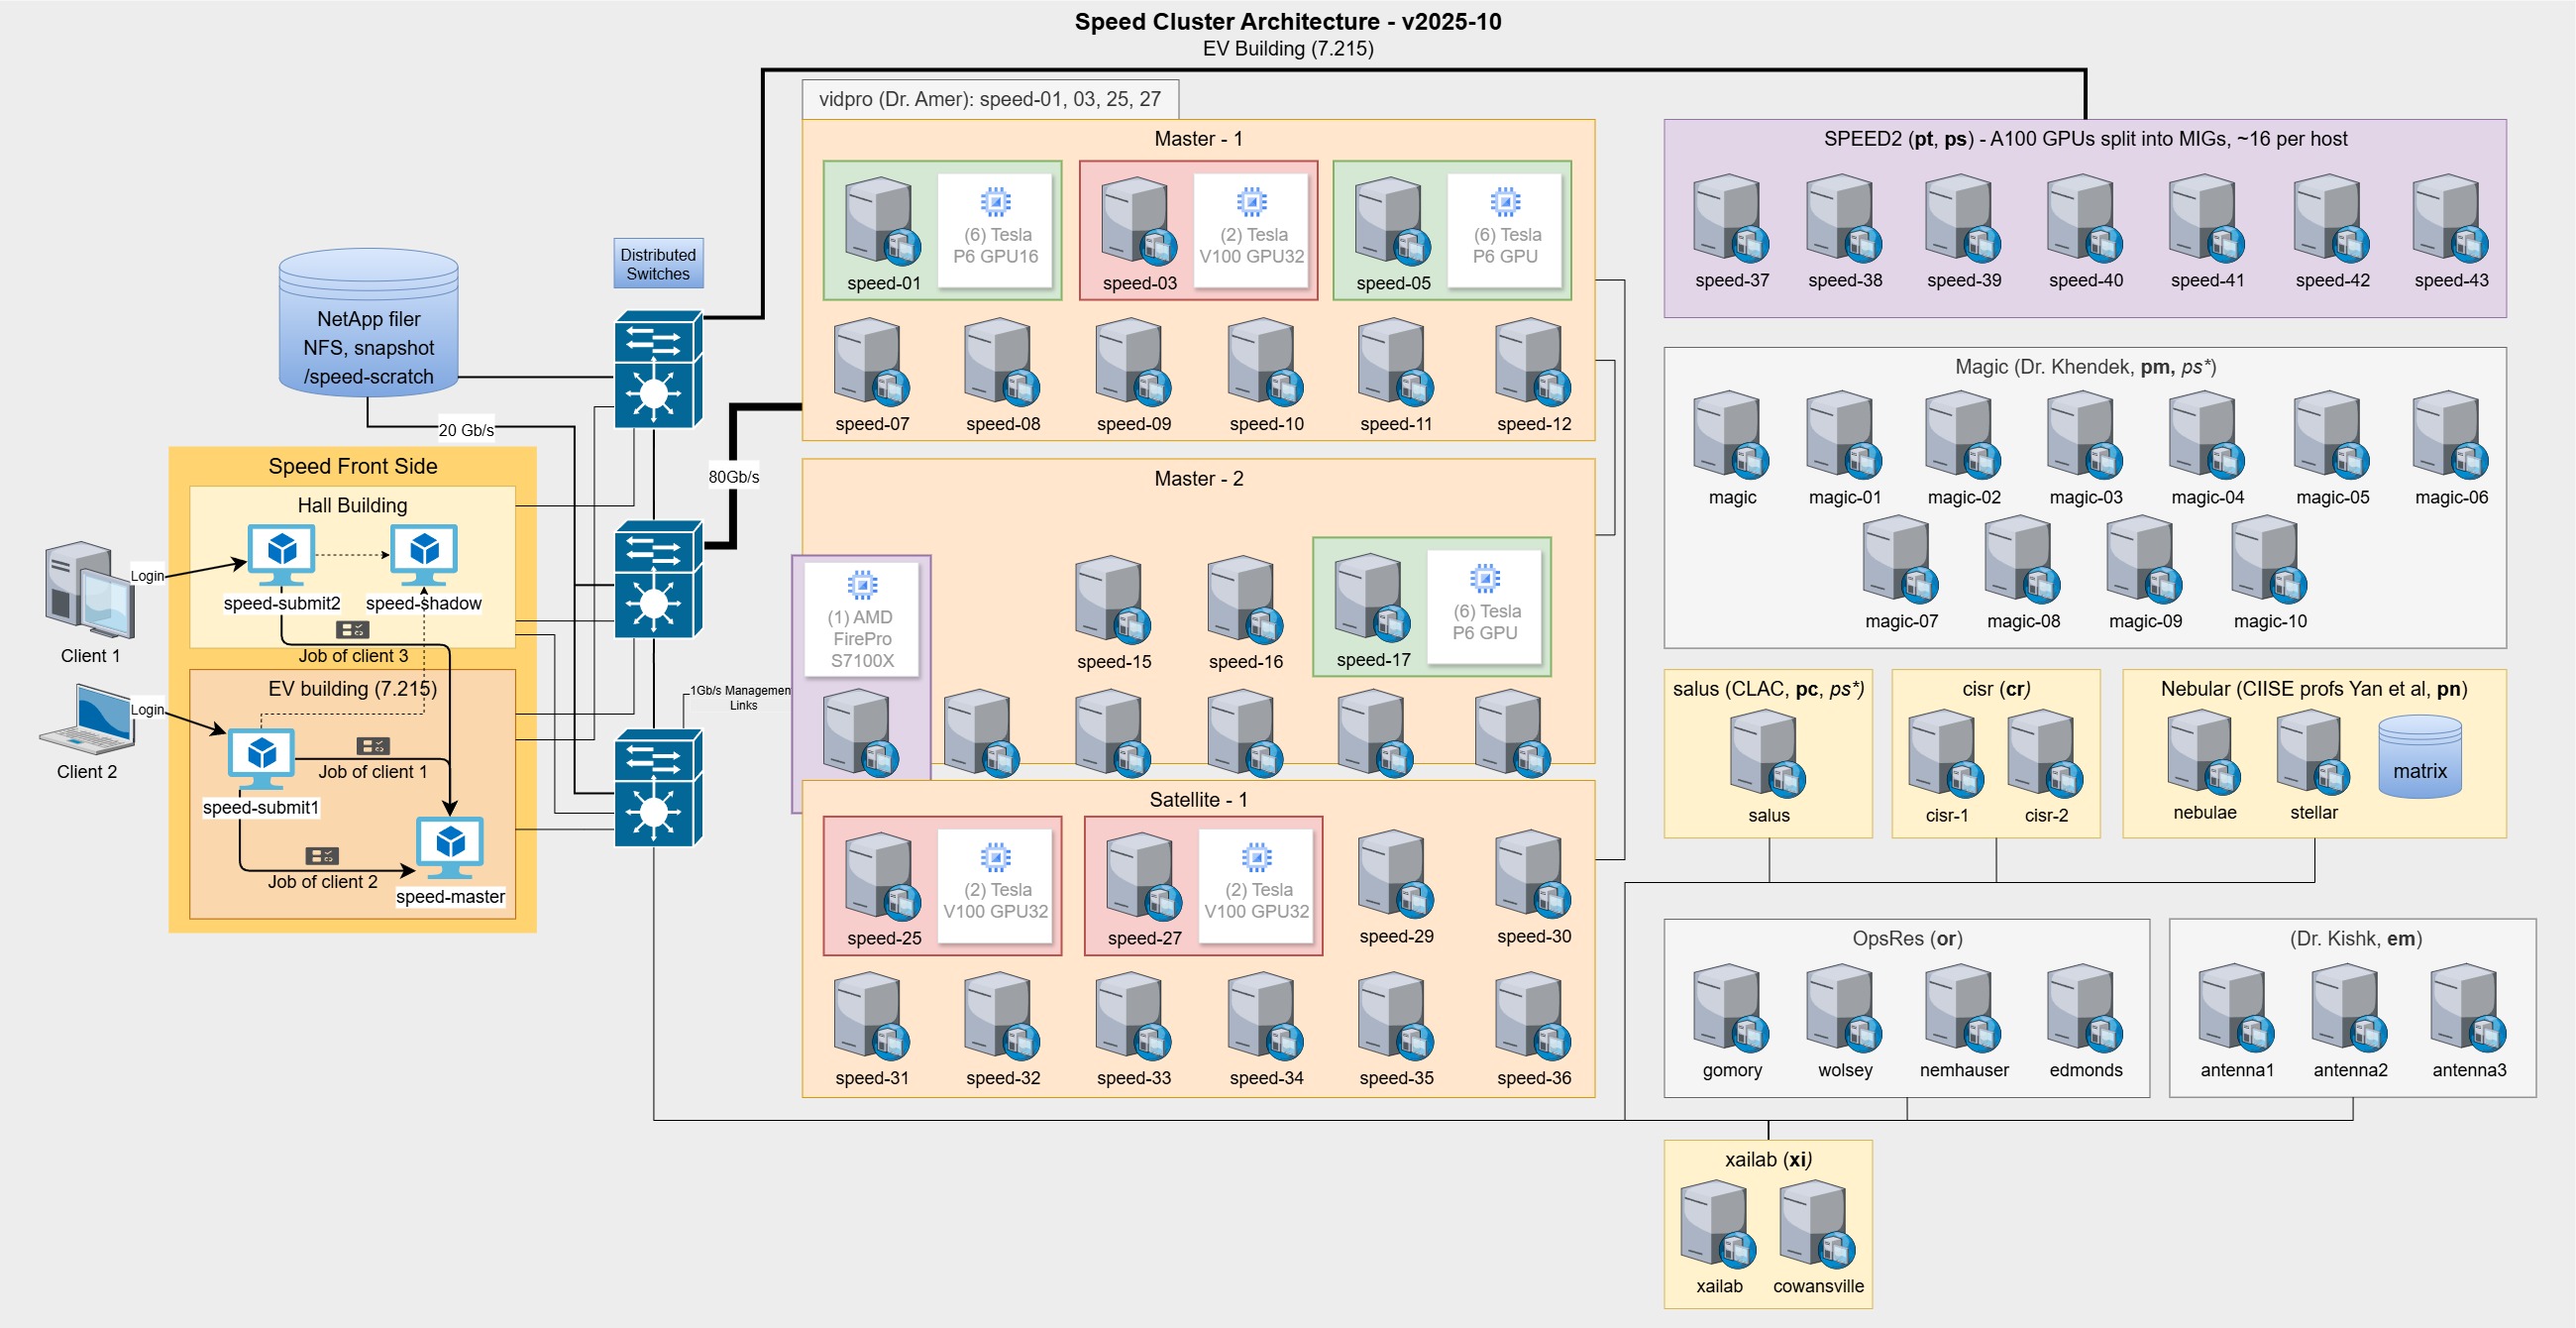 Speed Cluster Architecture - v2025-10
EV Building (7.215)
vidpro (Dr. Amer): speed-01, 03, 25, 27
Master - 1
(6) Tesla
P6 GPU16
speed-01
(2) Tesla
V100 GPU32
speed-03
(6) Tesla
P6 GPU
speed-05
speed-07
speed-08
speed-09
speed-10
speed-11
speed-12
SPEED2 (pt, ps) - A100 GPUs split into MIGs, ~16 per host
speed-37
speed-38
speed-39
speed-40
speed-41
speed-42
speed-43
Distributed
Switches
NetApp filer
NFS, snapshot
/speed-scratch
20 Gb/s
80Gb/s
1Gb/s Management
Links
Speed Front Side
Hall Building
speed-submit2
speed-shadow
Job of client 3
Login
Client 1
EV building (7.215)
Login
Client 2
speed-submit1
Job of client 1
Job of client 2
speed-master
Master - 2
(1) AMD
FirePro
S7100X
speed-15
speed-16
speed-17
(6) Tesla
P6 GPU
Satellite - 1
speed-25
(2) Tesla
V100 GPU32
speed-27
(2) Tesla
V100 GPU32
speed-29
speed-30
speed-31
speed-32
speed-33
speed-34
speed-35
speed-36
Magic (Dr. Khendek, pm, ps*)
magic
magic-01
magic-02
magic-03
magic-04
magic-05
magic-06
magic-07
magic-08
magic-09
magic-10
salus (CLAC, pc, ps*)
salus
cisr (cr)
cisr-1
cisr-2
Nebular (CIISE profs Yan et al, pn)
nebulae
stellar
matrix
OpsRes (or)
gomory
wolsey
nemhauser
edmonds
(Dr. Kishk, em)
antenna1
antenna2
antenna3
xailab (xi)
xailab
cowansville